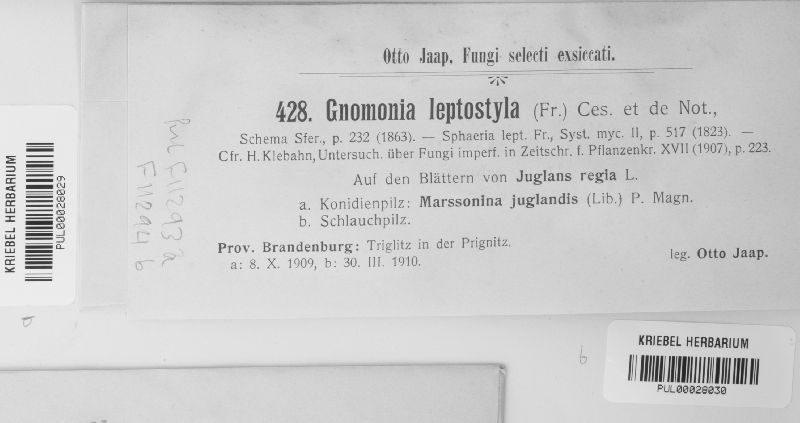 Otto Jaap, Fungi selecti exsiccati.
428. Gnomonia leptostyla (Fr.) Ces. et de Not.,
Schema Sfer., p. 232 (1863). — Sphaeria lept. Fr., Syst. myc. II, p. 517 (1823). —
Cfr. H. Klebahn, Untersuch. über Fungi imperf. in Zeitschr. f. Pflanzenkr. XVII (1907), p. 223.
Auf den Blättern von Juglans regia L.
a. Konidienpilz: Marssonina juglandis (Lib.) P. Magn.
b. Schlauchpilz.
Prov. Brandenburg: Triglitz in der Prignitz.
a: 8. X. 1909, b: 30. III. 1910.
leg. Otto Jaap.
PUL F11293 a
F11294 b
KRIEBEL HERBARIUM
PUL00028029
b
b
KRIEBEL HERBARIUM
PUL00028030